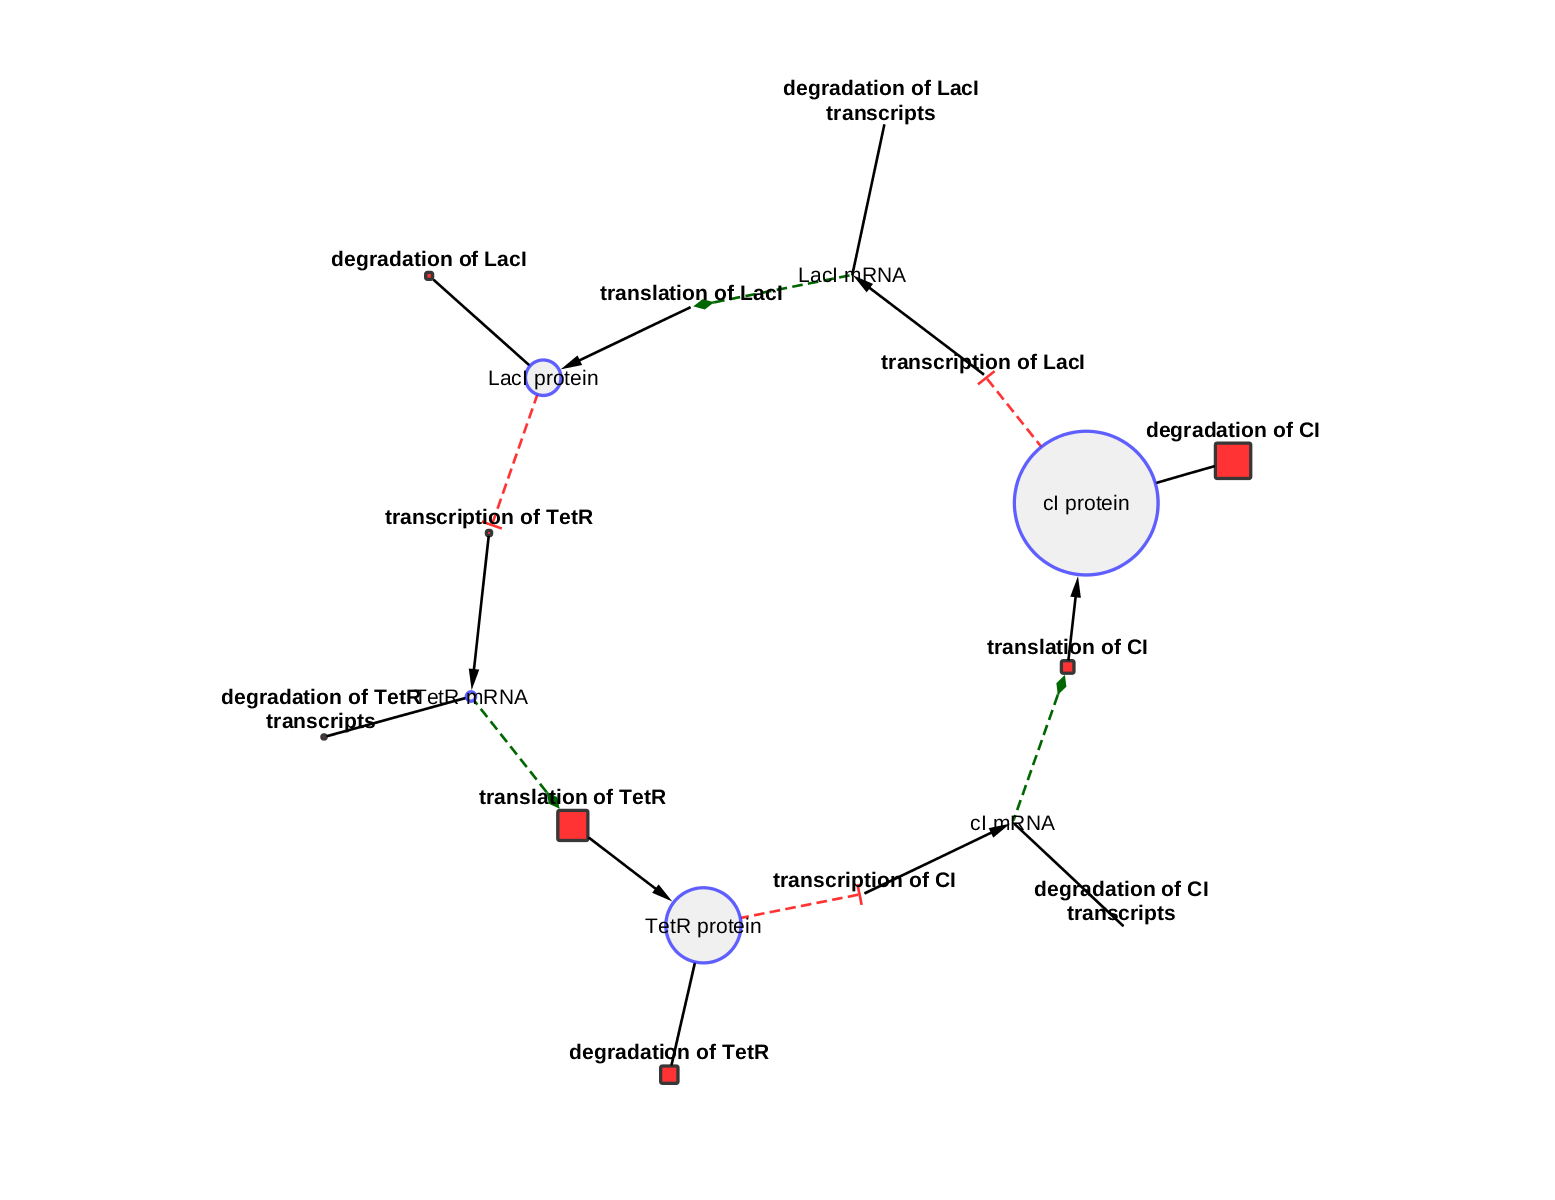 degradation of LacI
transcripts
degradation of LacI
LacI mRNA
translation of LacI
transcription of LacI
LacI protein
degradation of CI
cI protein
transcription of TetR
translation of CI
degradation of TetR
transcripts
TetR mRNA
translation of TetR
cI mRNA
transcription of CI
degradation of CI
transcripts
TetR protein
degradation of TetR